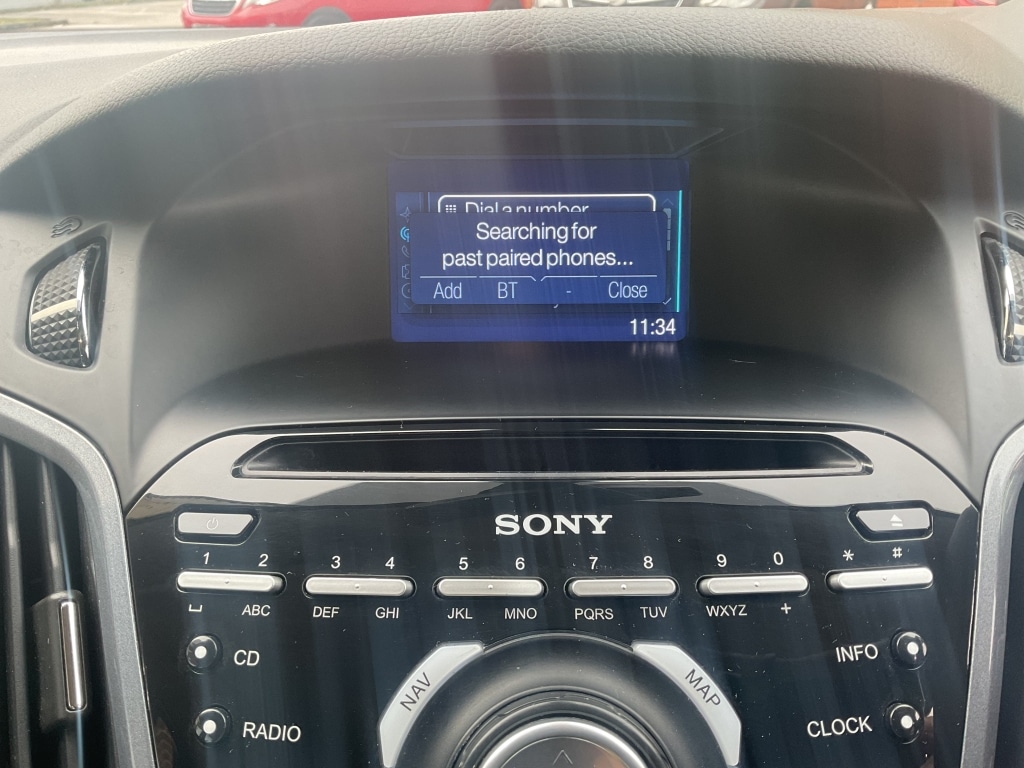 Dial a number
Searching for
past paired phones...
Add BT - Close
11:34
SONY
1 2 3 4 5 6 7 8 9 0 * #
ABC DEF GHI JKL MNO PQRS TUV WXYZ +
CD INFO
NAV MAP
RADIO CLOCK